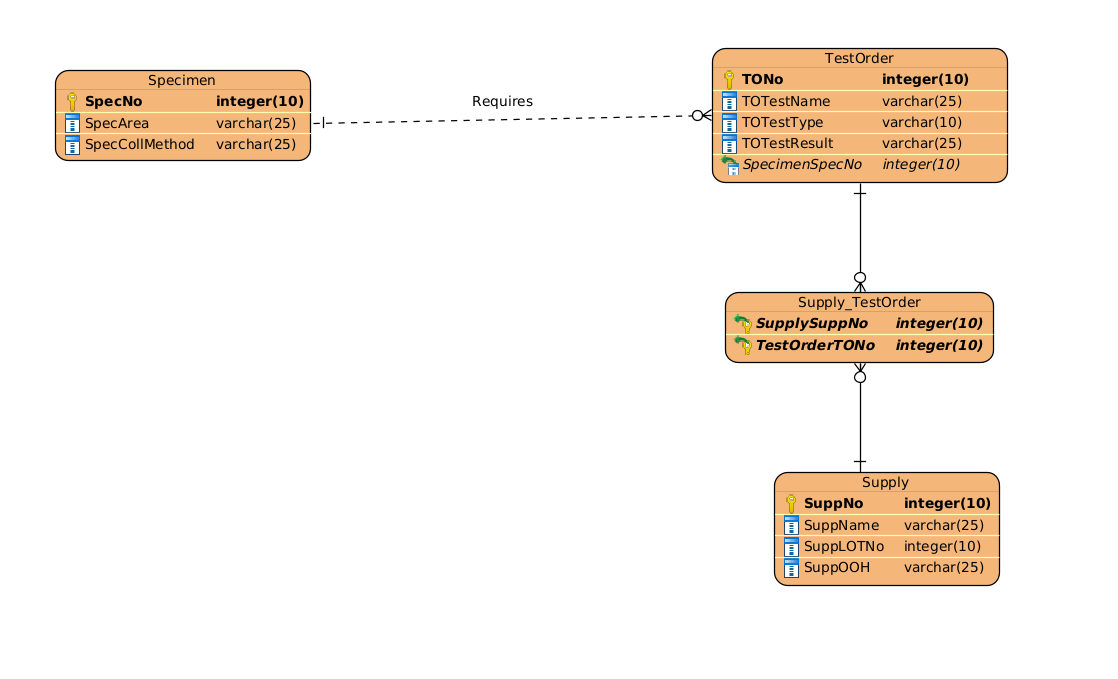 Specimen
SpecNo integer(10)
SpecArea varchar(25)
SpecCollMethod varchar(25)
Requires
TestOrder
TONo integer(10)
TOTestName varchar(25)
TOTestType varchar(10)
TOTestResult varchar(25)
SpecimenSpecNo integer(10)
Supply_TestOrder
SupplySuppNo integer(10)
TestOrderTONo integer(10)
Supply
SuppNo integer(10)
SuppName varchar(25)
SuppLOTNo integer(10)
SuppOOH varchar(25)